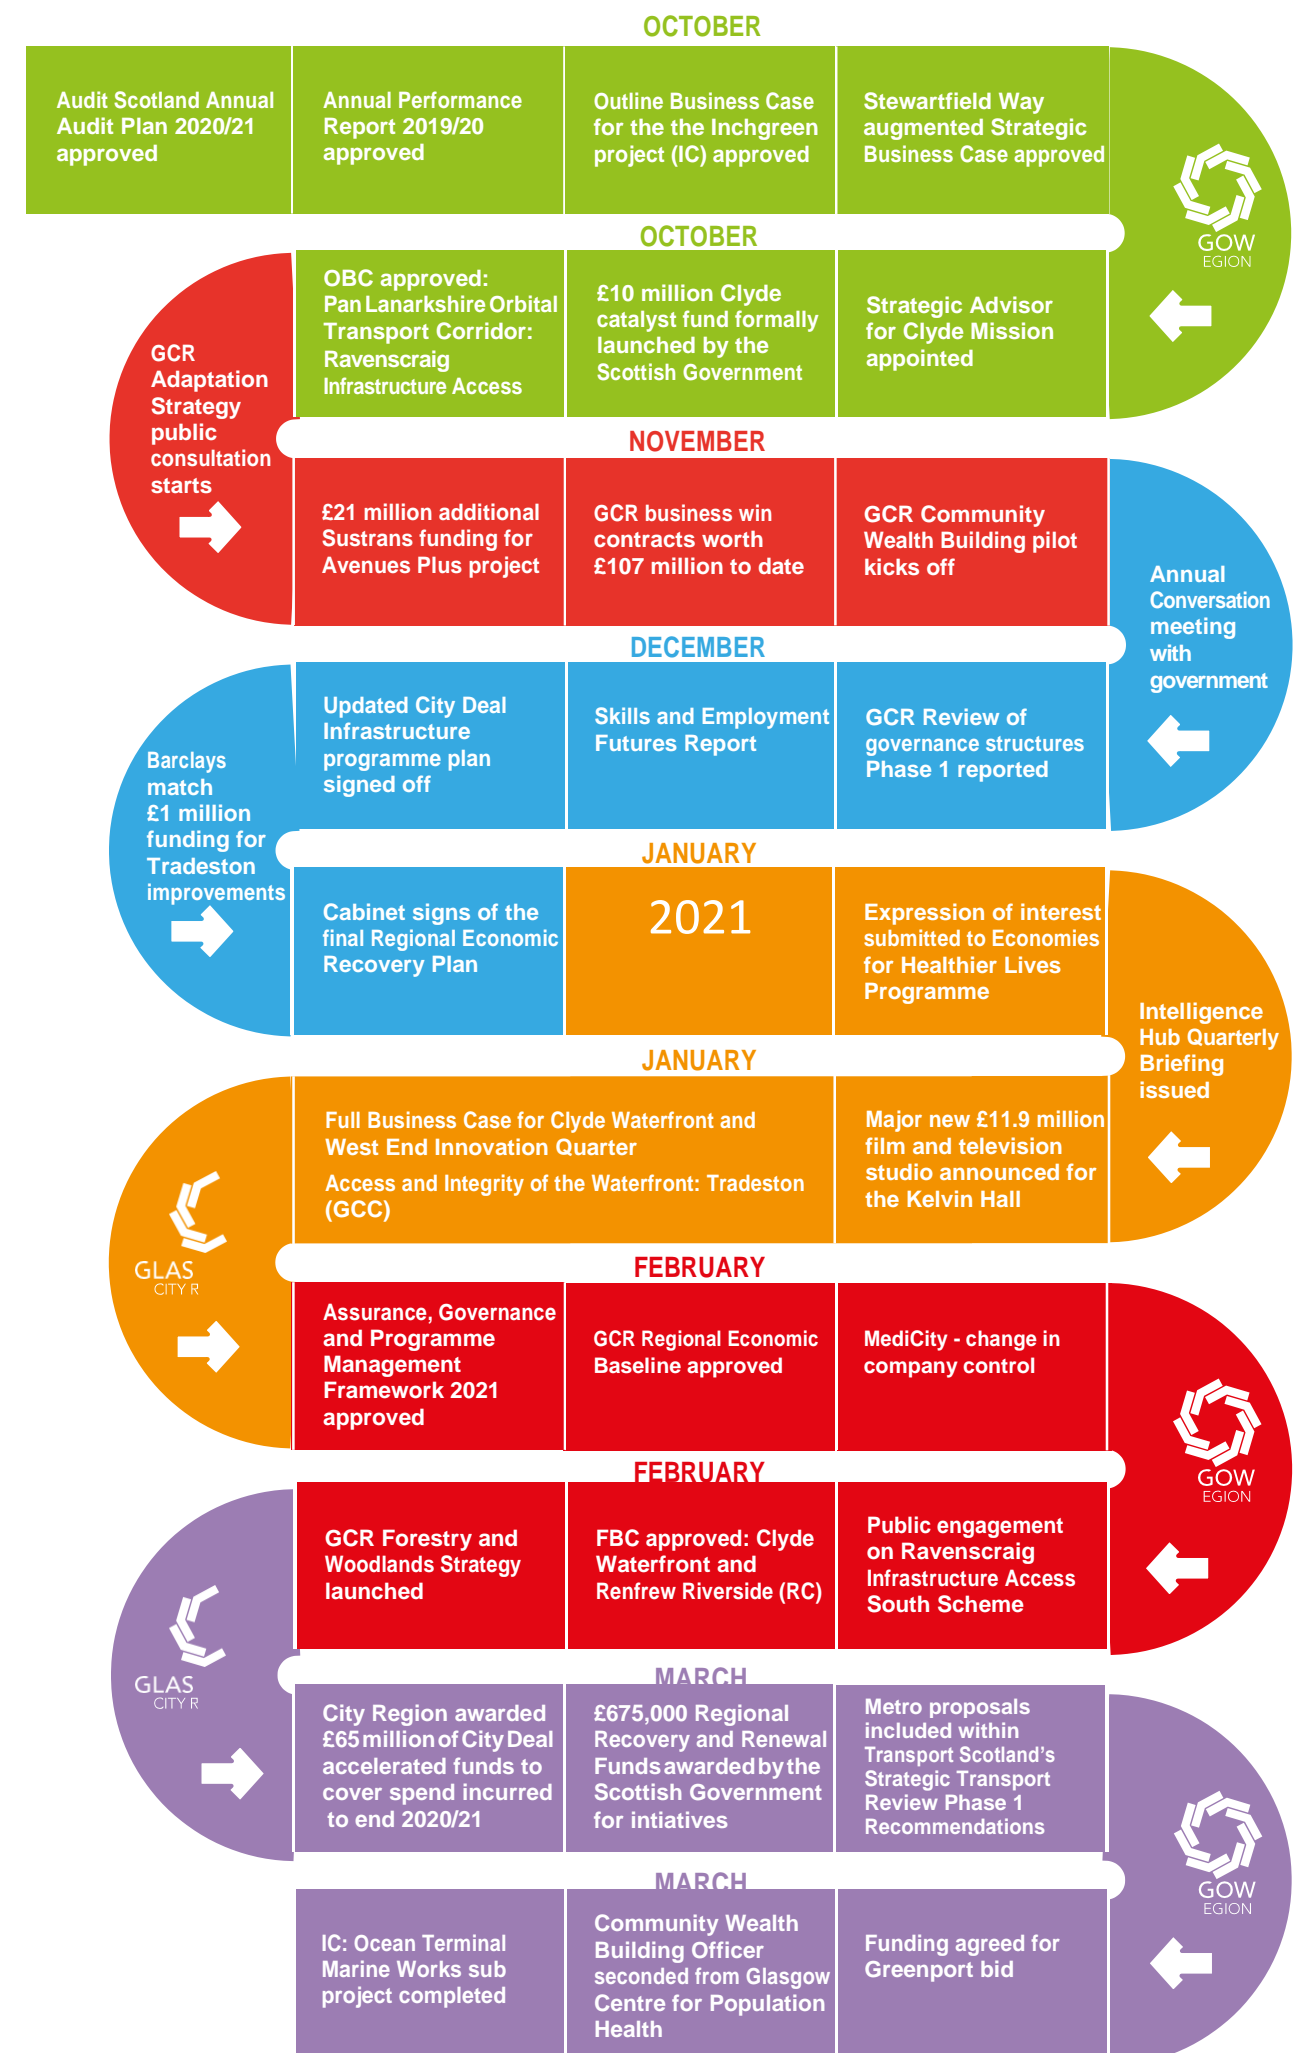 OCTOBER
Audit Scotland Annual
Audit Plan 2020/21
approved
Annual Performance
Report 2019/20
approved
Outline Business Case
for the the Inchgreen
project (IC) approved
Stewartfield Way
augmented Strategic
Business Case approved
GOW
EGION
OCTOBER
Strategic Advisor
for Clyde Mission
appointed
£10 million Clyde
catalyst fund formally
launched by the
Scottish Government
OBC approved:
Pan Lanarkshire Orbital
Transport Corridor:
Ravenscraig
Infrastructure Access
GCR
Adaptation
Strategy
public
consultation
starts
NOVEMBER
£21 million additional
Sustrans funding for
Avenues Plus project
GCR business win
contracts worth
£107 million to date
GCR Community
Wealth Building pilot
kicks off
Annual
Conversation
meeting
with
government
DECEMBER
GCR Review of
governance structures
Phase 1 reported
Skills and Employment
Futures Report
Updated City Deal
Infrastructure
programme plan
signed off
Barclays
match
£1 million
funding for
Tradeston
improvements
JANUARY
Cabinet signs of the
final Regional Economic
Recovery Plan
2021
Expression of interest
submitted to Economies
for Healthier Lives
Programme
Intelligence
Hub Quarterly
Briefing
issued
JANUARY
Major new £11.9 million
film and television
studio announced for
the Kelvin Hall
Full Business Case for Clyde Waterfront and
West End Innovation Quarter
Access and Integrity of the Waterfront: Tradeston
(GCC)
GLAS
CITY R
FEBRUARY
Assurance, Governance
and Programme
Management
Framework 2021
approved
GCR Regional Economic
Baseline approved
MediCity - change in
company control
GOW
EGION
FEBRUARY
Public engagement
on Ravenscraig
Infrastructure Access
South Scheme
FBC approved: Clyde
Waterfront and
Renfrew Riverside (RC)
GCR Forestry and
Woodlands Strategy
launched
GLAS
CITY R
MARCH
City Region awarded
£65 million of City Deal
accelerated funds to
cover spend incurred
to end 2020/21
£675,000 Regional
Recovery and Renewal
Funds awarded by the
Scottish Government
for intiatives
Metro proposals
included within
Transport Scotland's
Strategic Transport
Review Phase 1
Recommendations
GOW
EGION
MARCH
Funding agreed for
Greenport bid
Community Wealth
Building Officer
seconded from Glasgow
Centre for Population
Health
IC: Ocean Terminal
Marine Works sub
project completed